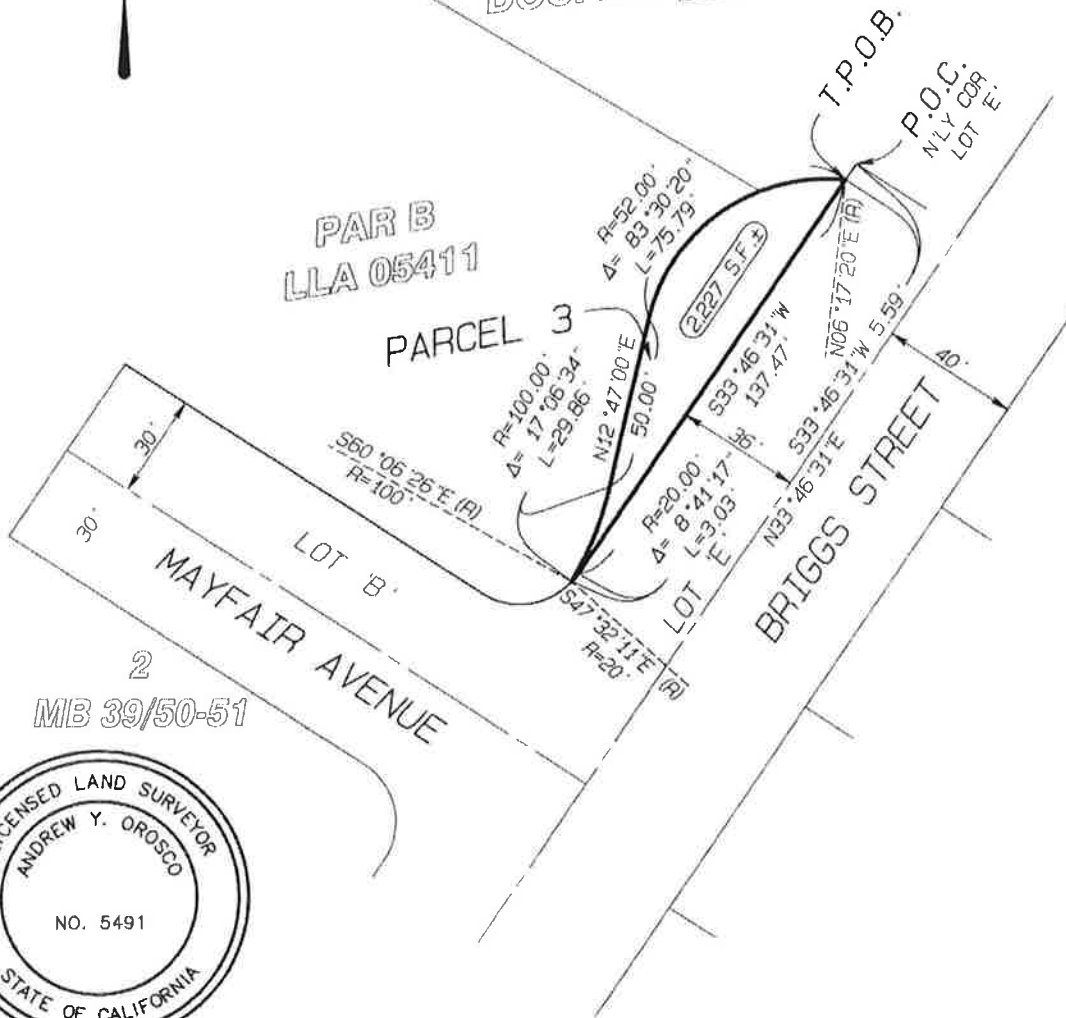 T.P.O.B.
P.O.C.
N'LY COR
LOT 'E'
PAR B
LLA 05411
PARCEL 3
R=52.00'
Δ= 83°30'20"
L=75.79'
2,227 S.F.±
N06°17'20"E (R)
R=100.00'
Δ= 17°06'34"
L=29.86'
N12°47'00"E
50.00'
S33°46'31"W
137.47'
S33°46'31"W 5.59'
40'
36'
N33°46'31"E
BRIGGS STREET
R=20.00'
Δ= 8°41'17"
L=3.03'
LOT 'E'
30'
S60°06'26"E (R)
R=100'
30'
LOT 'B'
MAYFAIR AVENUE
S47°32'11"E (R)
R=20'
2
MB 39/50-51
LAND SURVEYOR
ANDREW Y. OROSCO
NO. 5491
STATE OF CALIFORNIA